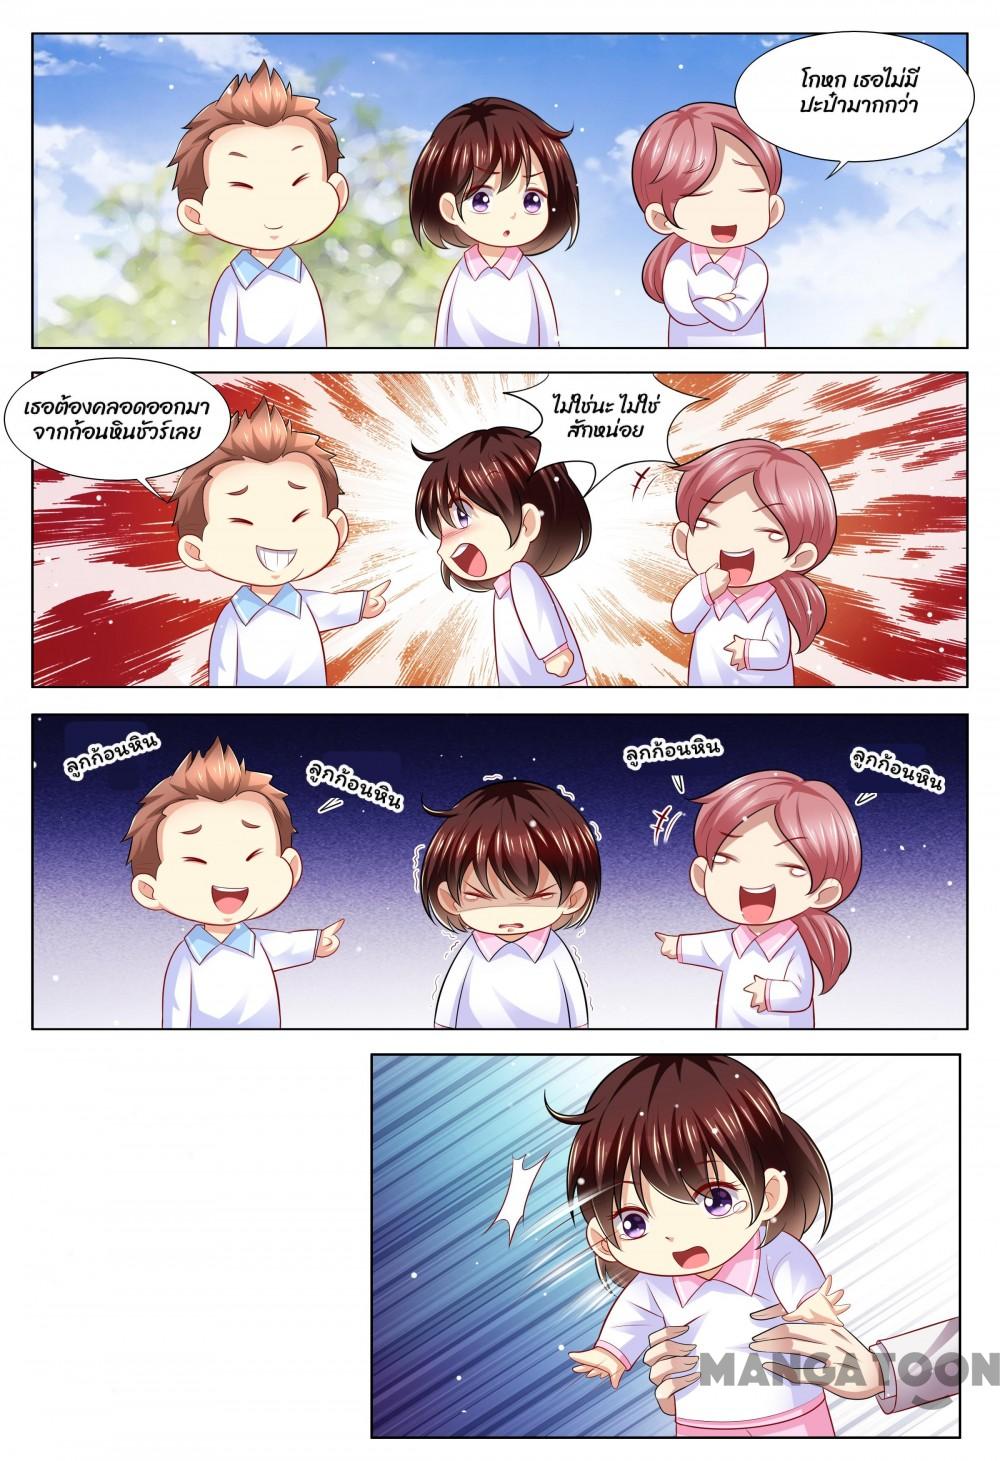 โกหก เธอไม่มี
ปะป๋ามากกว่า
เธอต้องคลอดออกมา
จากก้อนหินชัวร์เลย
ไม่ใช่นะ ไม่ใช่
สักหน่อย
ลูกก้อนหิน
ลูกก้อนหิน
ลูกก้อนหิน
ลูกก้อนหิน
MANGATOON